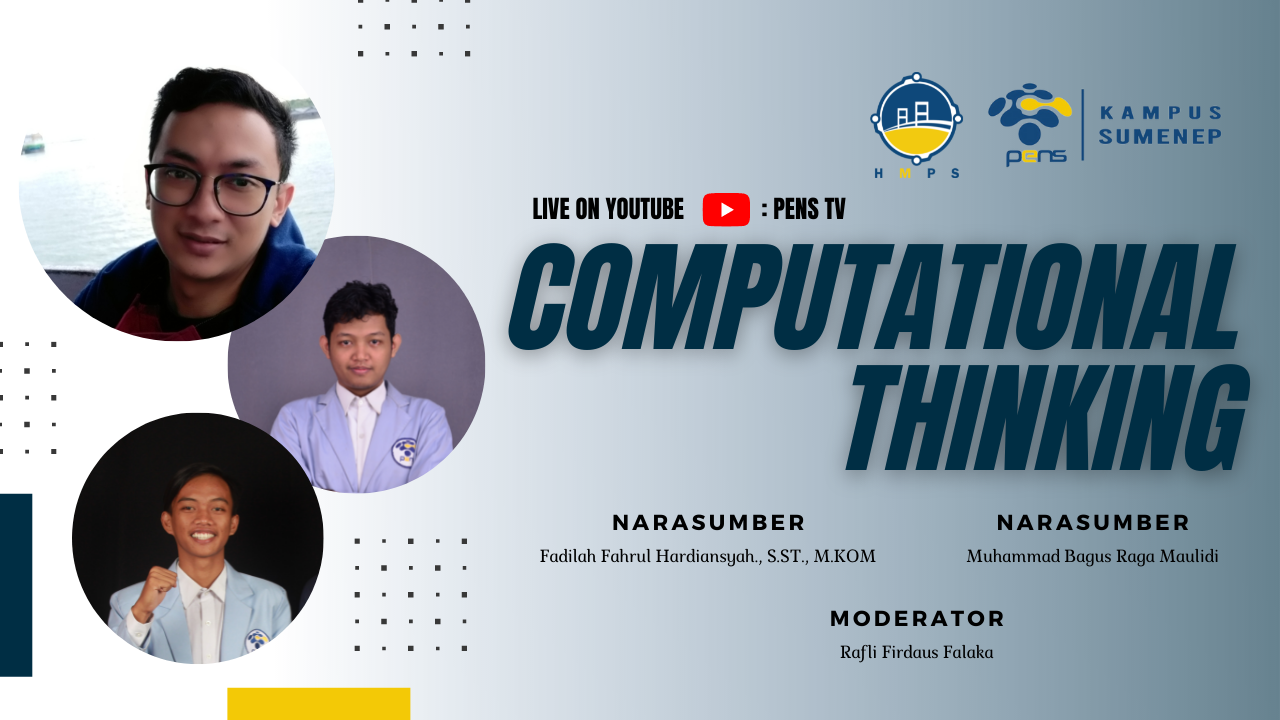 HMPS
pens
KAMPUS
SUMENEP
LIVE ON YOUTUBE : PENS TV
COMPUTATIONAL
THINKING
NARASUMBER
Fadilah Fahrul Hardiansyah., S.ST., M.KOM
NARASUMBER
Muhammad Bagus Raga Maulidi
MODERATOR
Rafli Firdaus Falaka